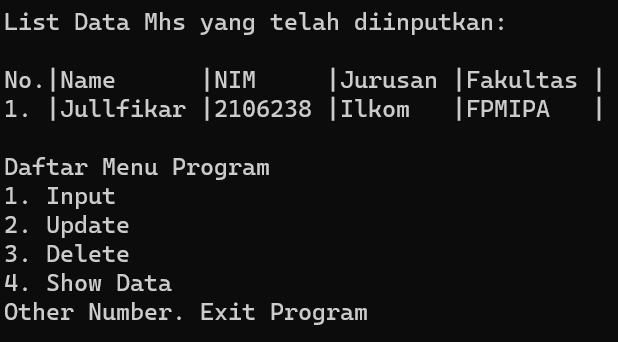 List Data Mhs yang telah diinputkan:
No.|Name      |NIM     |Jurusan |Fakultas |
1. |Jullfikar |2106238 |Ilkom   |FPMIPA   |
Daftar Menu Program
1. Input
2. Update
3. Delete
4. Show Data
Other Number. Exit Program